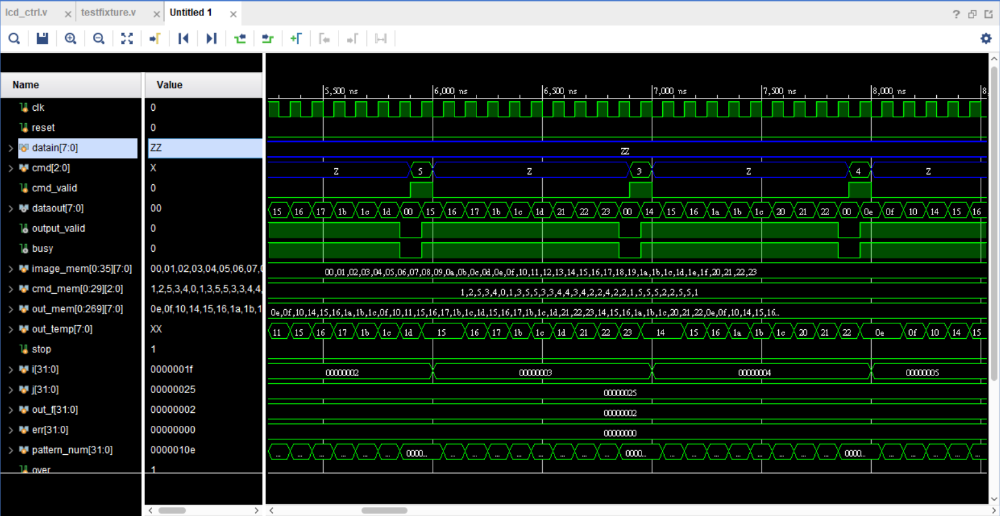 lcd_ctrl.v testfixture.v Untitled 1
?
Name Value
5,500 ns 6,000 ns 6,500 ns 7,000 ns 7,500 ns 8,000 ns 8,
clk 0
reset 0
datain[7:0] ZZ ZZ
cmd[2:0] X Z 5 Z 3 Z 4 Z
cmd_valid 0
dataout[7:0] 00 15 16 17 1b 1c 1d 00 15 16 17 1b 1c 1d 21 22 23 00 14 15 16 1a 1b 1c 20 21 22 00 0e 0f 10 14 15 16
output_valid 0
busy 0
image_mem[0:35][7:0] 00,01,02,03,04,05,06,07,0 00,01,02,03,04,05,06,07,08,09,0a,0b,0c,0d,0e,0f,10,11,12,13,14,15,16,17,18,19,1a,1b,1c,1d,1e,1f,20,21,22,23
cmd_mem[0:29][2:0] 1,2,5,3,4,0,1,3,5,5,3,3,4,4, 1,2,5,3,4,0,1,3,5,5,3,3,4,4,3,4,2,2,4,2,2,1,5,5,5,2,2,5,5,1
out_mem[0:269][7:0] 0e,0f,10,14,15,16,1a,1b,1 0e,0f,10,14,15,16,1a,1b,1c,0f,10,11,15,16,17,1b,1c,1d,15,16,17,1b,1c,1d,21,22,23,14,15,16,1a,1b,1c,20,21,22,0e,0f,10,14,15,16...
out_temp[7:0] XX 11 15 16 17 1b 1c 1d 15 16 17 1b 1c 1d 21 22 23 14 15 16 1a 1b 1c 20 21 22 0e 0f 10 14 15
stop 1
i[31:0] 0000001f 00000002 00000003 00000004 00000005
j[31:0] 00000025 00000025
out_f[31:0] 00000002 00000002
err[31:0] 00000000 00000000
pattern_num[31:0] 0000010e ... ... ... ... ... ... 0000... ... ... ... ... ... ... ... ... 0000... ... ... ... ... ... ... ... ... 0000... ... ... ... ...
over 1